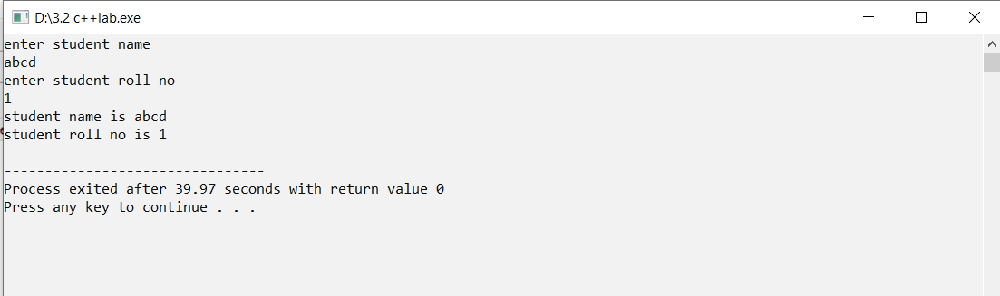 D:\3.2 c++lab.exe
enter student name
abcd
enter student roll no
1
student name is abcd
student roll no is 1
--------------------------------
Process exited after 39.97 seconds with return value 0
Press any key to continue . . .